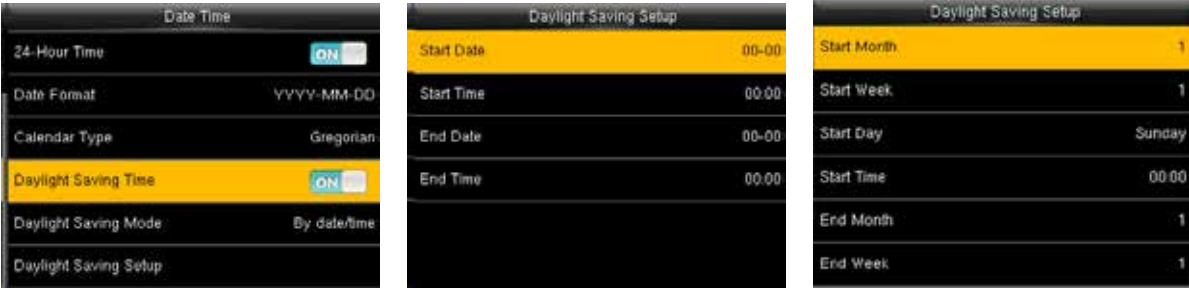 Date Time
24-Hour Time ON
Date Format YYYY-MM-DD
Calendar Type Gregorian
Daylight Saving Time ON
Daylight Saving Mode By date/time
Daylight Saving Setup
Daylight Saving Setup
Start Date 00-00
Start Time 00:00
End Date 00-00
End Time 00:00
Daylight Saving Setup
Start Month 1
Start Week 1
Start Day Sunday
Start Time 00:00
End Month 1
End Week 1